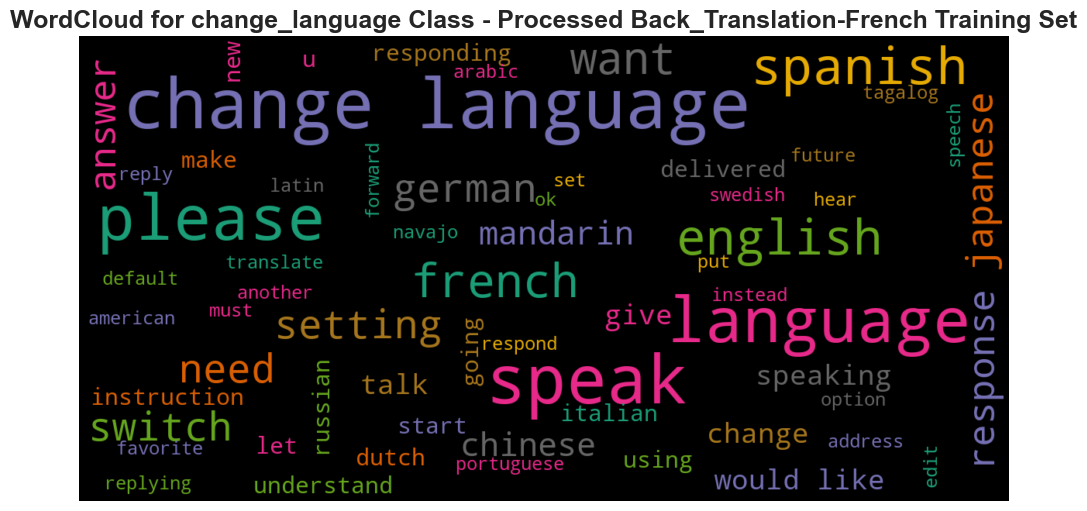 WordCloud for change_language Class - Processed Back_Translation-French Training Set
answer
new
u
responding
arabic
want
spanish
tagalog
change language
speech
japanese
reply
make
latin
forward
german
set
ok
delivered
future
swedish
hear
please
navajo
mandarin
english
put
default
translate
another
must
american
french
instead
give
language
setting
going
respond
response
need
speak
speaking
option
instruction
russian
talk
italian
switch
favorite
let
start
chinese
change
address
dutch
portuguese
using
edit
replying
understand
would like